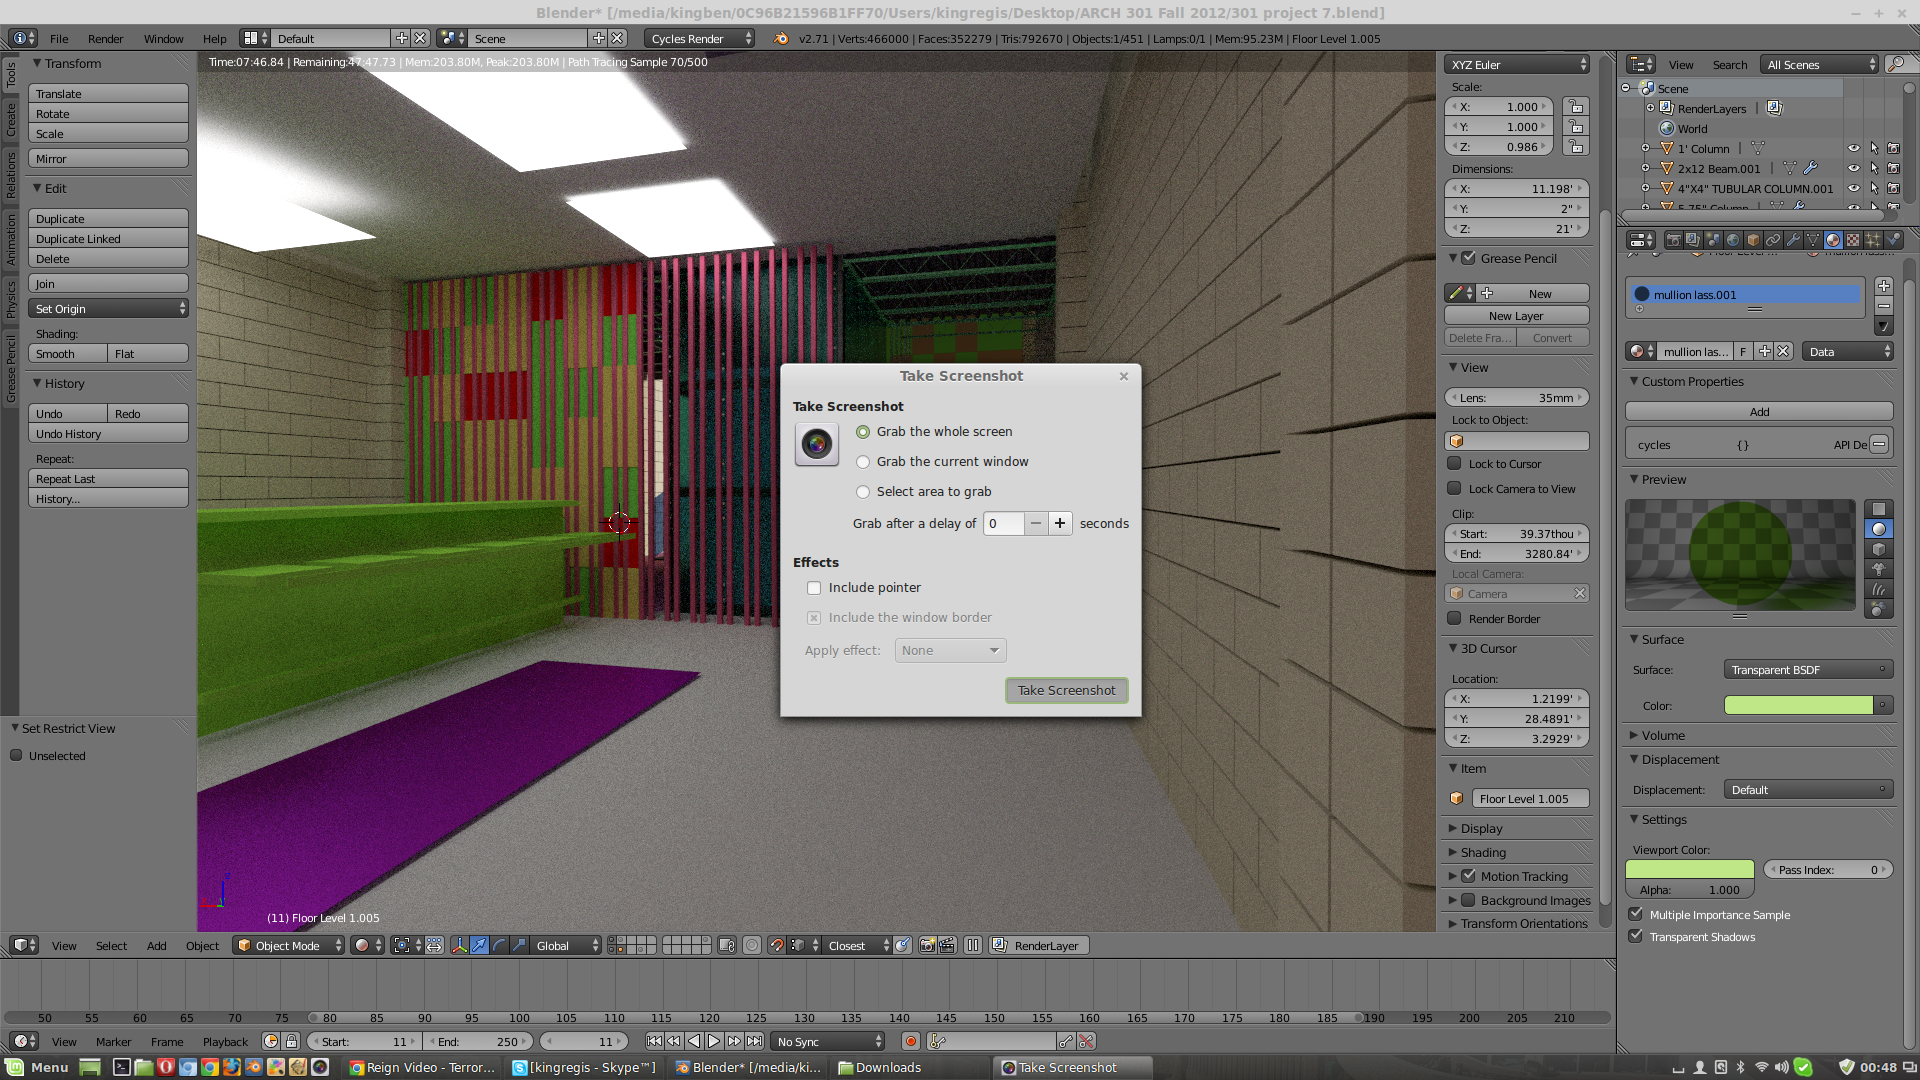 Blender* [/media/kingben/0C96B21596B1FF70/Users/kingregis/Desktop/ARCH 301 Fall 2012/301 project 7.blend]
File Render Window Help Default Scene Cycles Render v2.71 | Verts:466000 | Faces:352279 | Tris:792670 | Objects:1/451 | Lamps:0/1 | Mem:95.23M | Floor Level 1.005
Time:07:46.84 | Remaining:47:47.73 | Mem:203.80M, Peak:203.80M | Path Tracing Sample 70/500
Tools
Create
Relations
Animation
Physics
Grease Pencil
Transform
Translate
Rotate
Scale
Mirror
Edit
Duplicate
Duplicate Linked
Delete
Join
Set Origin
Shading:
Smooth Flat
History
Undo Redo
Undo History
Repeat:
Repeat Last
History...
Set Restrict View
Unselected
(11) Floor Level 1.005
Take Screenshot
Take Screenshot
Grab the whole screen
Grab the current window
Select area to grab
Grab after a delay of 0 seconds
Effects
Include pointer
Include the window border
Apply effect: None
Take Screenshot
XYZ Euler
Scale:
X: 1.000
Y: 1.000
Z: 0.986
Dimensions:
X: 11.198'
Y: 2"
Z: 21'
Grease Pencil
New
New Layer
Delete Fra... Convert
View
Lens: 35mm
Lock to Object:
Lock to Cursor
Lock Camera to View
Clip:
Start: 39.37thou
End: 3280.84'
Local Camera:
Camera
Render Border
3D Cursor
Location:
X: 1.2199'
Y: 28.4891'
Z: 3.2929'
Item
Floor Level 1.005
Display
Shading
Motion Tracking
Background Images
Transform Orientations
View Search All Scenes
Scene
RenderLayers |
World
1' Column |
2x12 Beam.001 |
4"X4" TUBULAR COLUMN.001
5.75" Column
mullion lass.001
mullion las... F Data
Custom Properties
Add
cycles {} API De
Preview
Surface
Surface: Transparent BSDF
Color:
Volume
Displacement
Displacement: Default
Settings
Viewport Color:
Pass Index: 0
Alpha: 1.000
Multiple Importance Sample
Transparent Shadows
View Select Add Object Object Mode Global Closest RenderLayer
50 55 60 65 70 75 80 85 90 95 100 105 110 115 120 125 130 135 140 145 150 155 160 165 170 175 180 185 190 195 200 205 210
View Marker Frame Playback Start: 11 End: 250 11 No Sync
Menu Reign Video - Terror... [kingregis - Skype™] Blender* [/media/ki... Downloads Take Screenshot 00:48